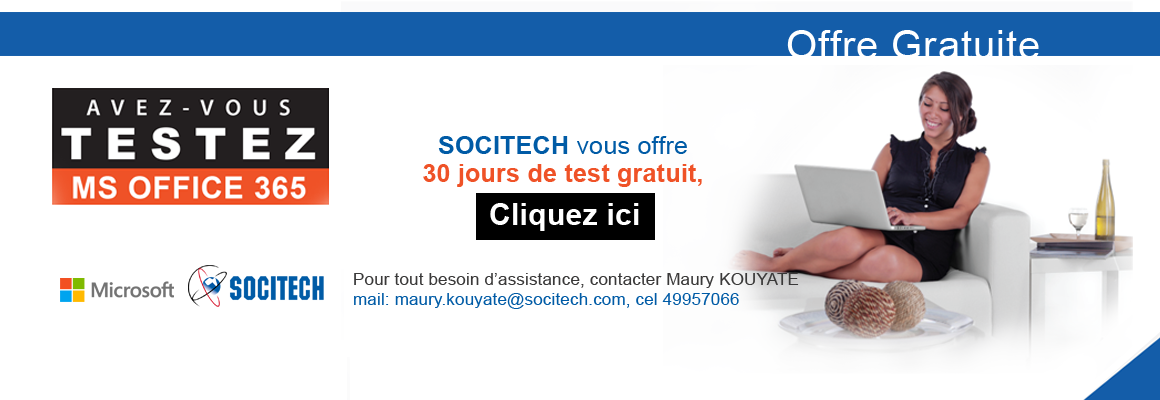 Offre Gratuite
AVEZ-VOUS
TESTEZ
MS OFFICE 365
SOCITECH vous offre
30 jours de test gratuit,
Cliquez ici
Microsoft
SOCITECH
Pour tout besoin d’assistance, contacter Maury KOUYATE
mail: maury.kouyate@socitech.com, cel 49957066